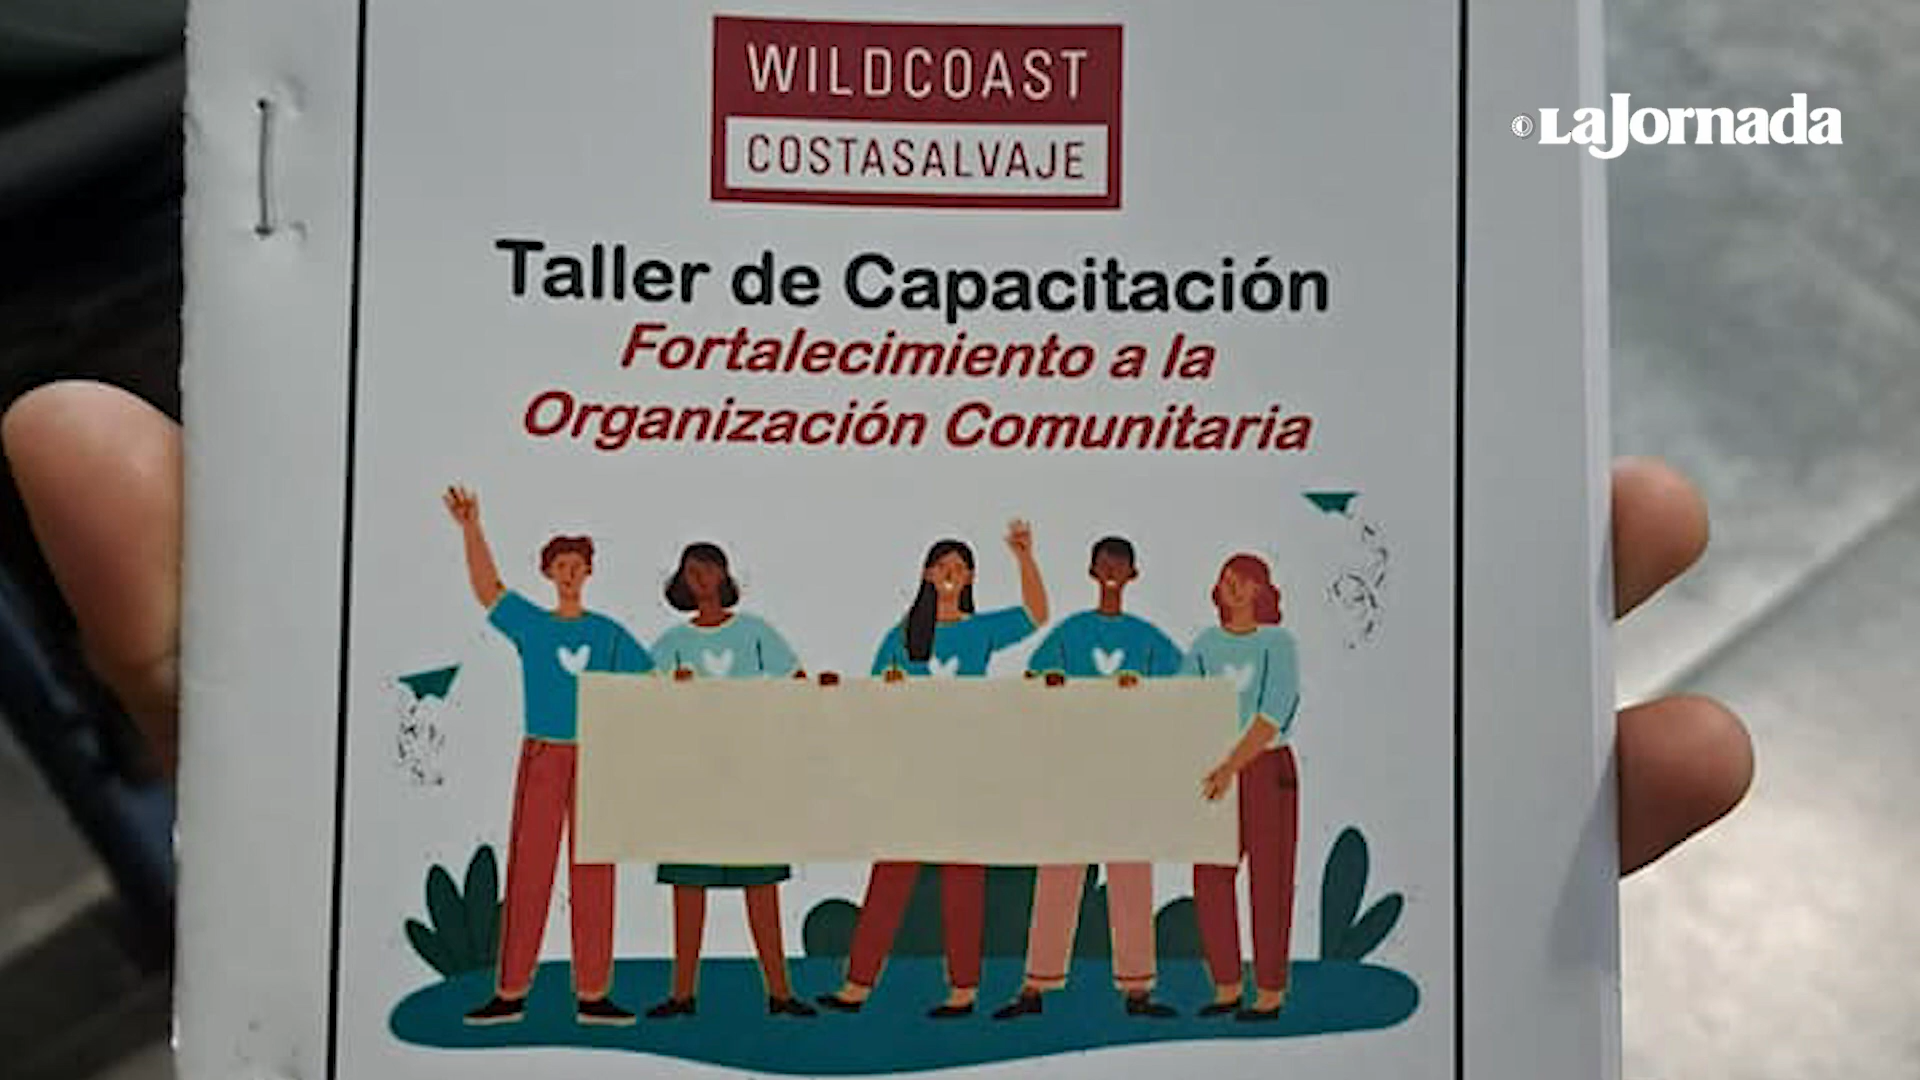 WILDCOAST
COSTASALVAJE
LaJornada
Taller de Capacitación
Fortalecimiento a la
Organización Comunitaria